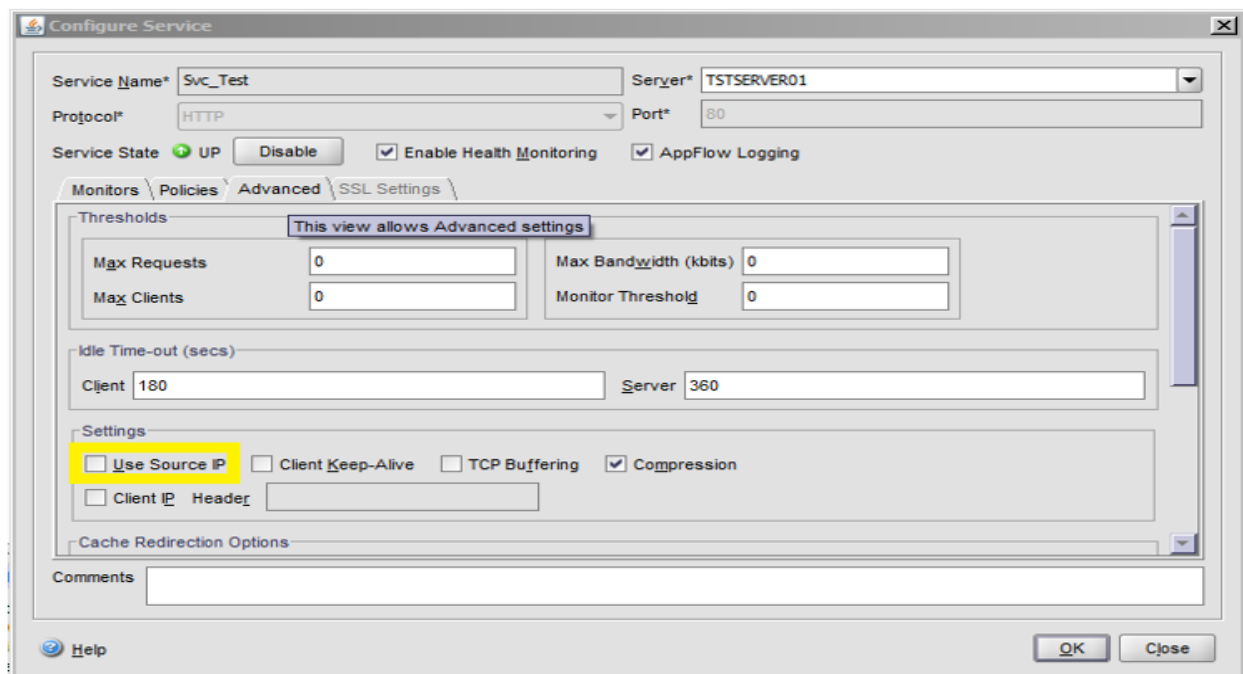 Configure Service
Service Name* Svc_Test Server* TSTSERVER01
Protocol* HTTP Port* 80
Service State UP Disable Enable Health Monitoring AppFlow Logging
Monitors Policies Advanced SSL Settings
Thresholds
This view allows Advanced settings
Max Requests 0 Max Bandwidth (kbits) 0
Max Clients 0 Monitor Threshold 0
Idle Time-out (secs)
Client 180 Server 360
Settings
Use Source IP Client Keep-Alive TCP Buffering Compression
Client IP Header
Cache Redirection Options
Comments
Help OK Close